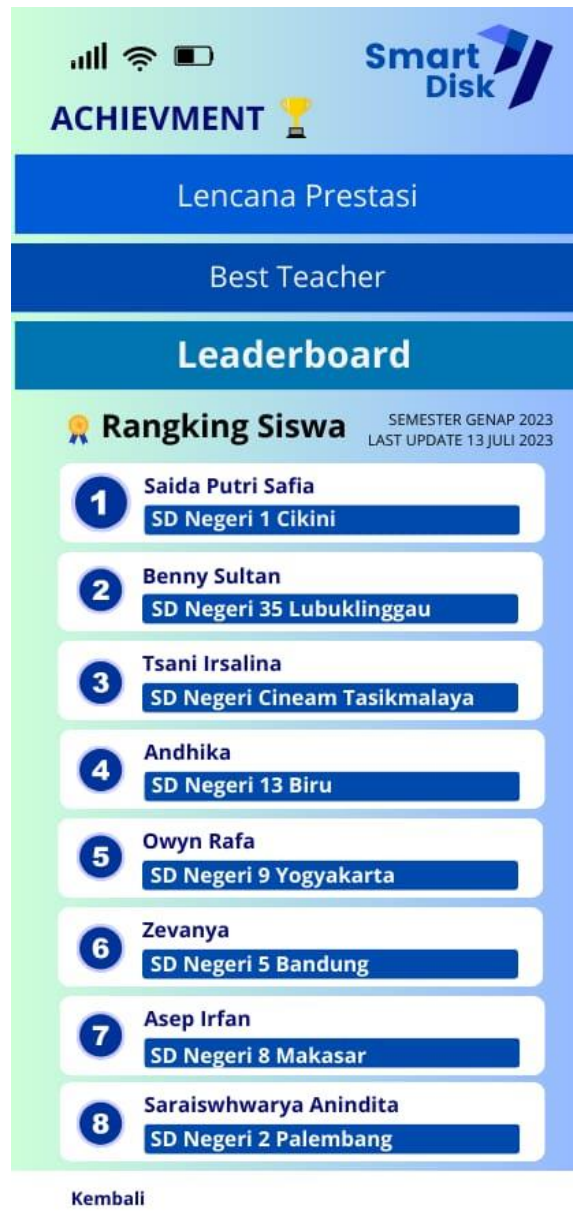 Smart
Disk
ACHIEVMENT
Lencana Prestasi
Best Teacher
Leaderboard
Rangking Siswa
SEMESTER GENAP 2023
LAST UPDATE 13 JULI 2023
1
Saida Putri Safia
SD Negeri 1 Cikini
2
Benny Sultan
SD Negeri 35 Lubuklinggau
3
Tsani Irsalina
SD Negeri Cineam Tasikmalaya
4
Andhika
SD Negeri 13 Biru
5
Owyn Rafa
SD Negeri 9 Yogyakarta
6
Zevanya
SD Negeri 5 Bandung
7
Asep Irfan
SD Negeri 8 Makasar
8
Saraiswhwarya Anindita
SD Negeri 2 Palembang
Kembali